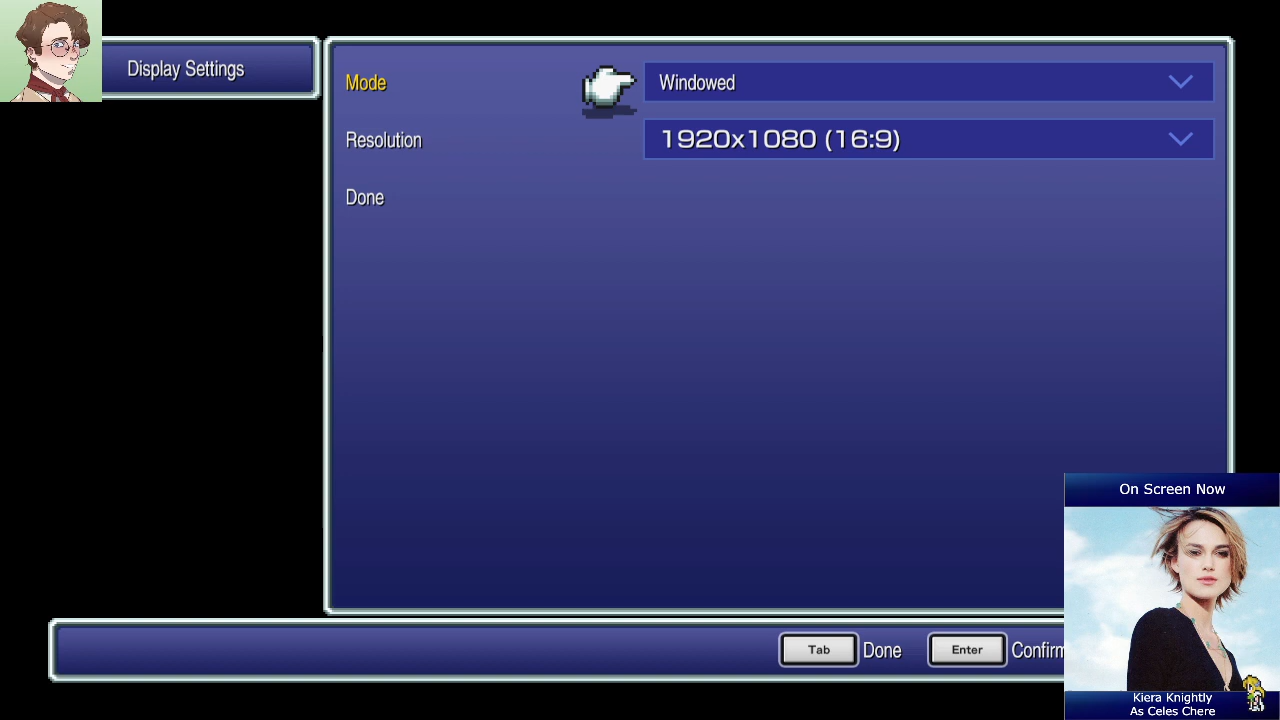 Display Settings
Mode
Windowed
Resolution
1920x1080 (16:9)
Done
On Screen Now
Kiera Knightly
As Celes Chere
Tab Done Enter Confirm